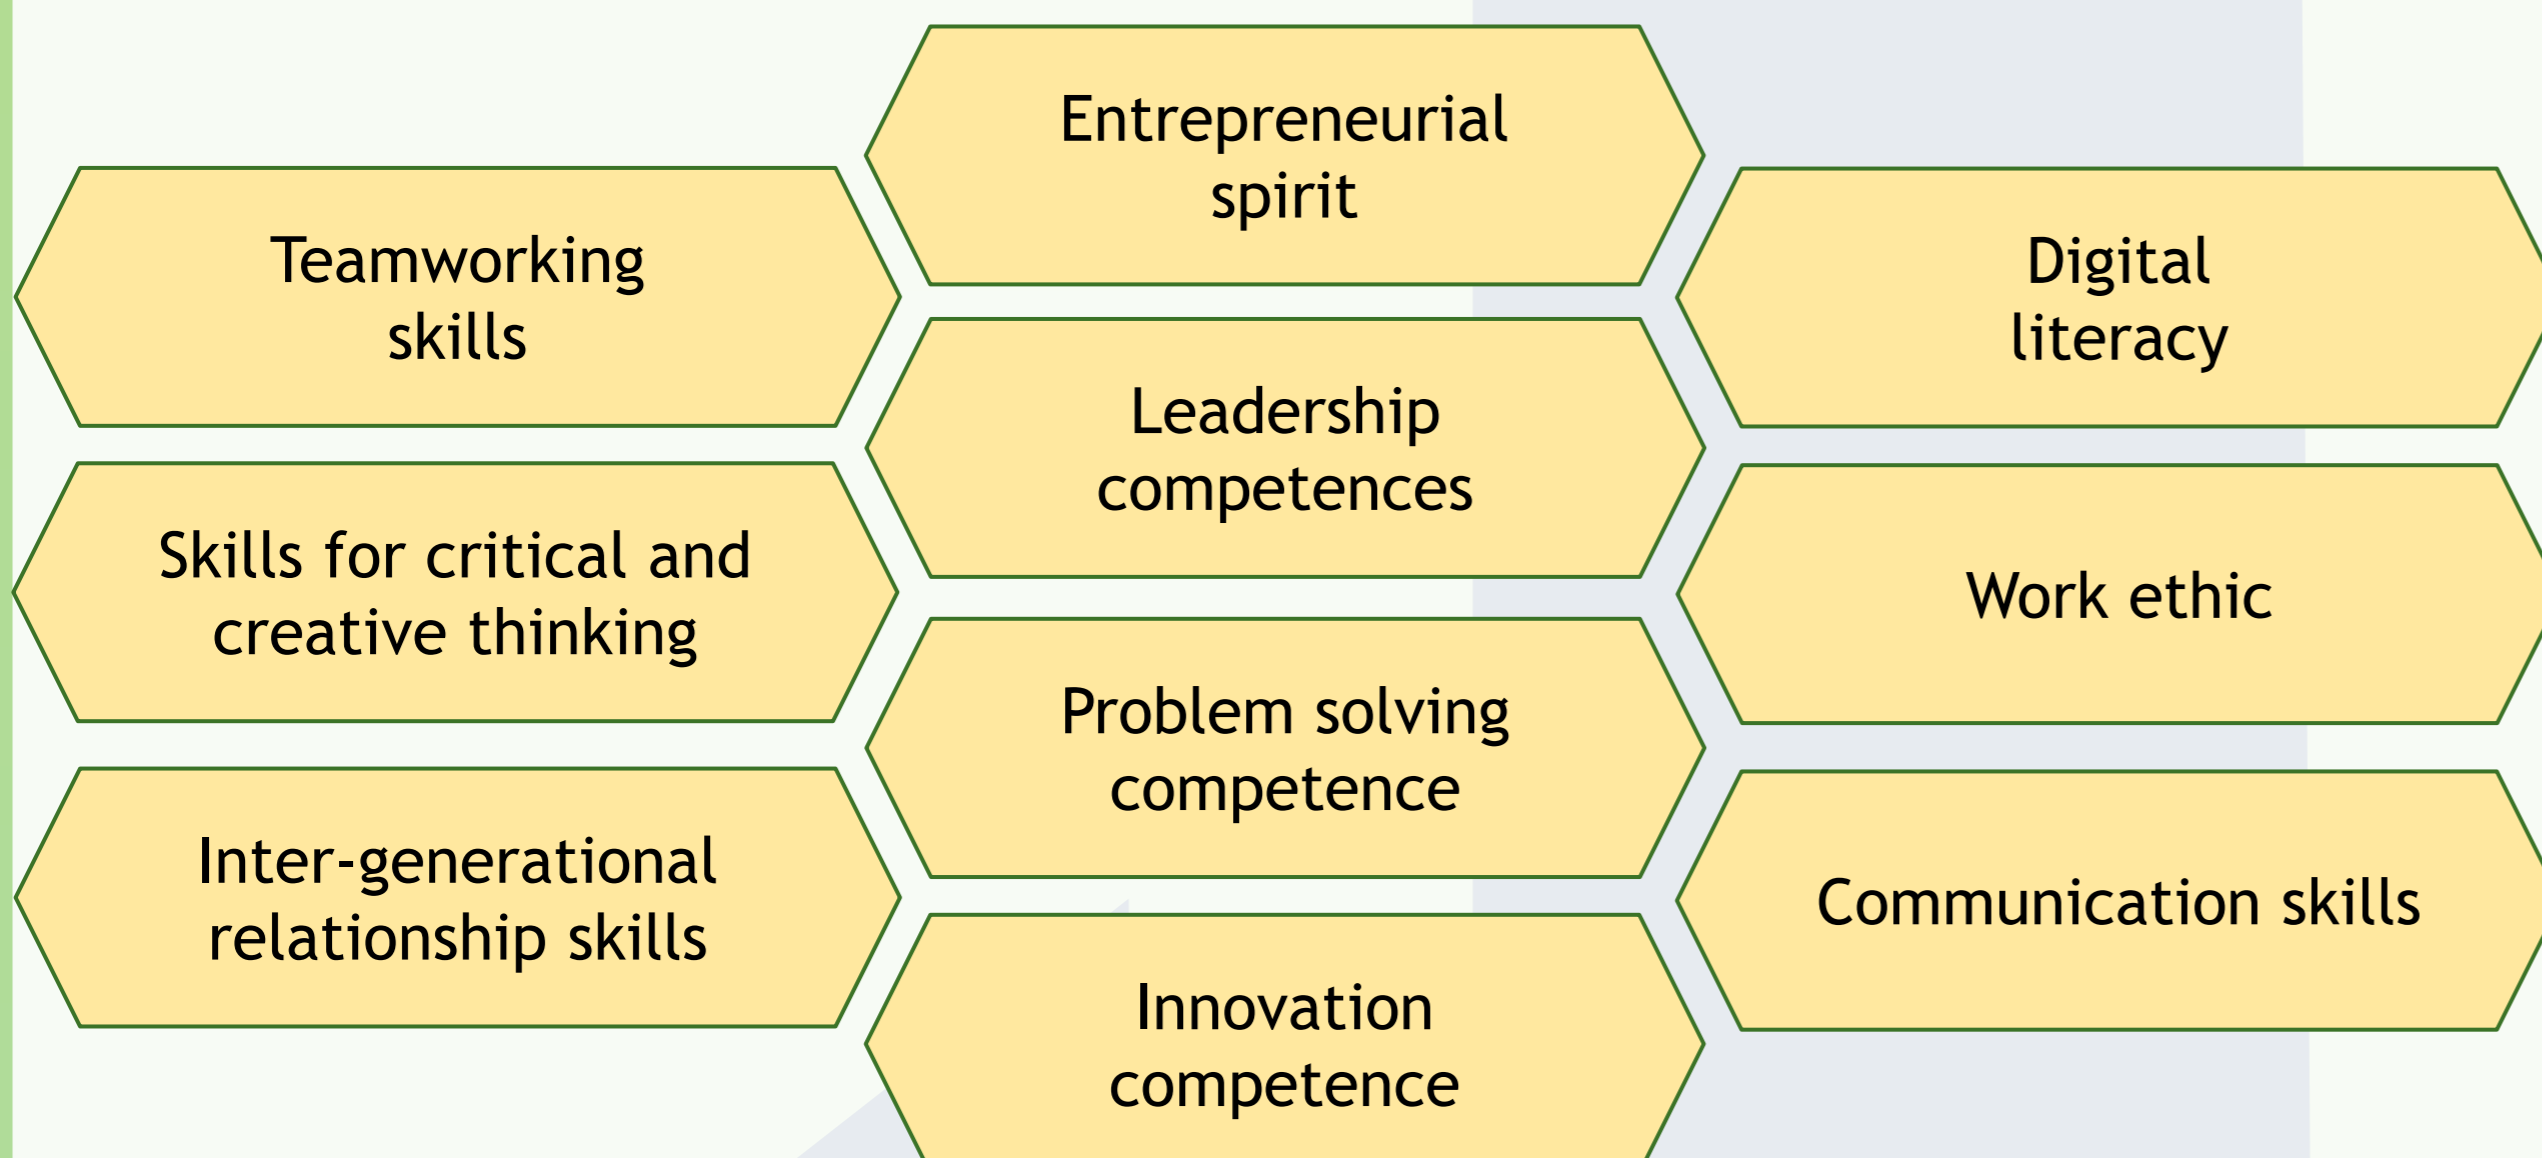 Entrepreneurial
spirit
Teamworking
skills
Digital
literacy
Leadership
competences
Skills for critical and
creative thinking
Work ethic
Problem solving
competence
Inter-generational
relationship skills
Communication skills
Innovation
competence